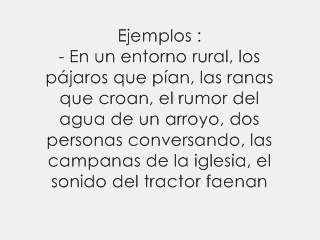 Ejemplos :
- En un entorno rural, los
pájaros que pían, las ranas
que croan, el rumor del
agua de un arroyo, dos
personas conversando, las
campanas de la iglesia, el
sonido del tractor faenan